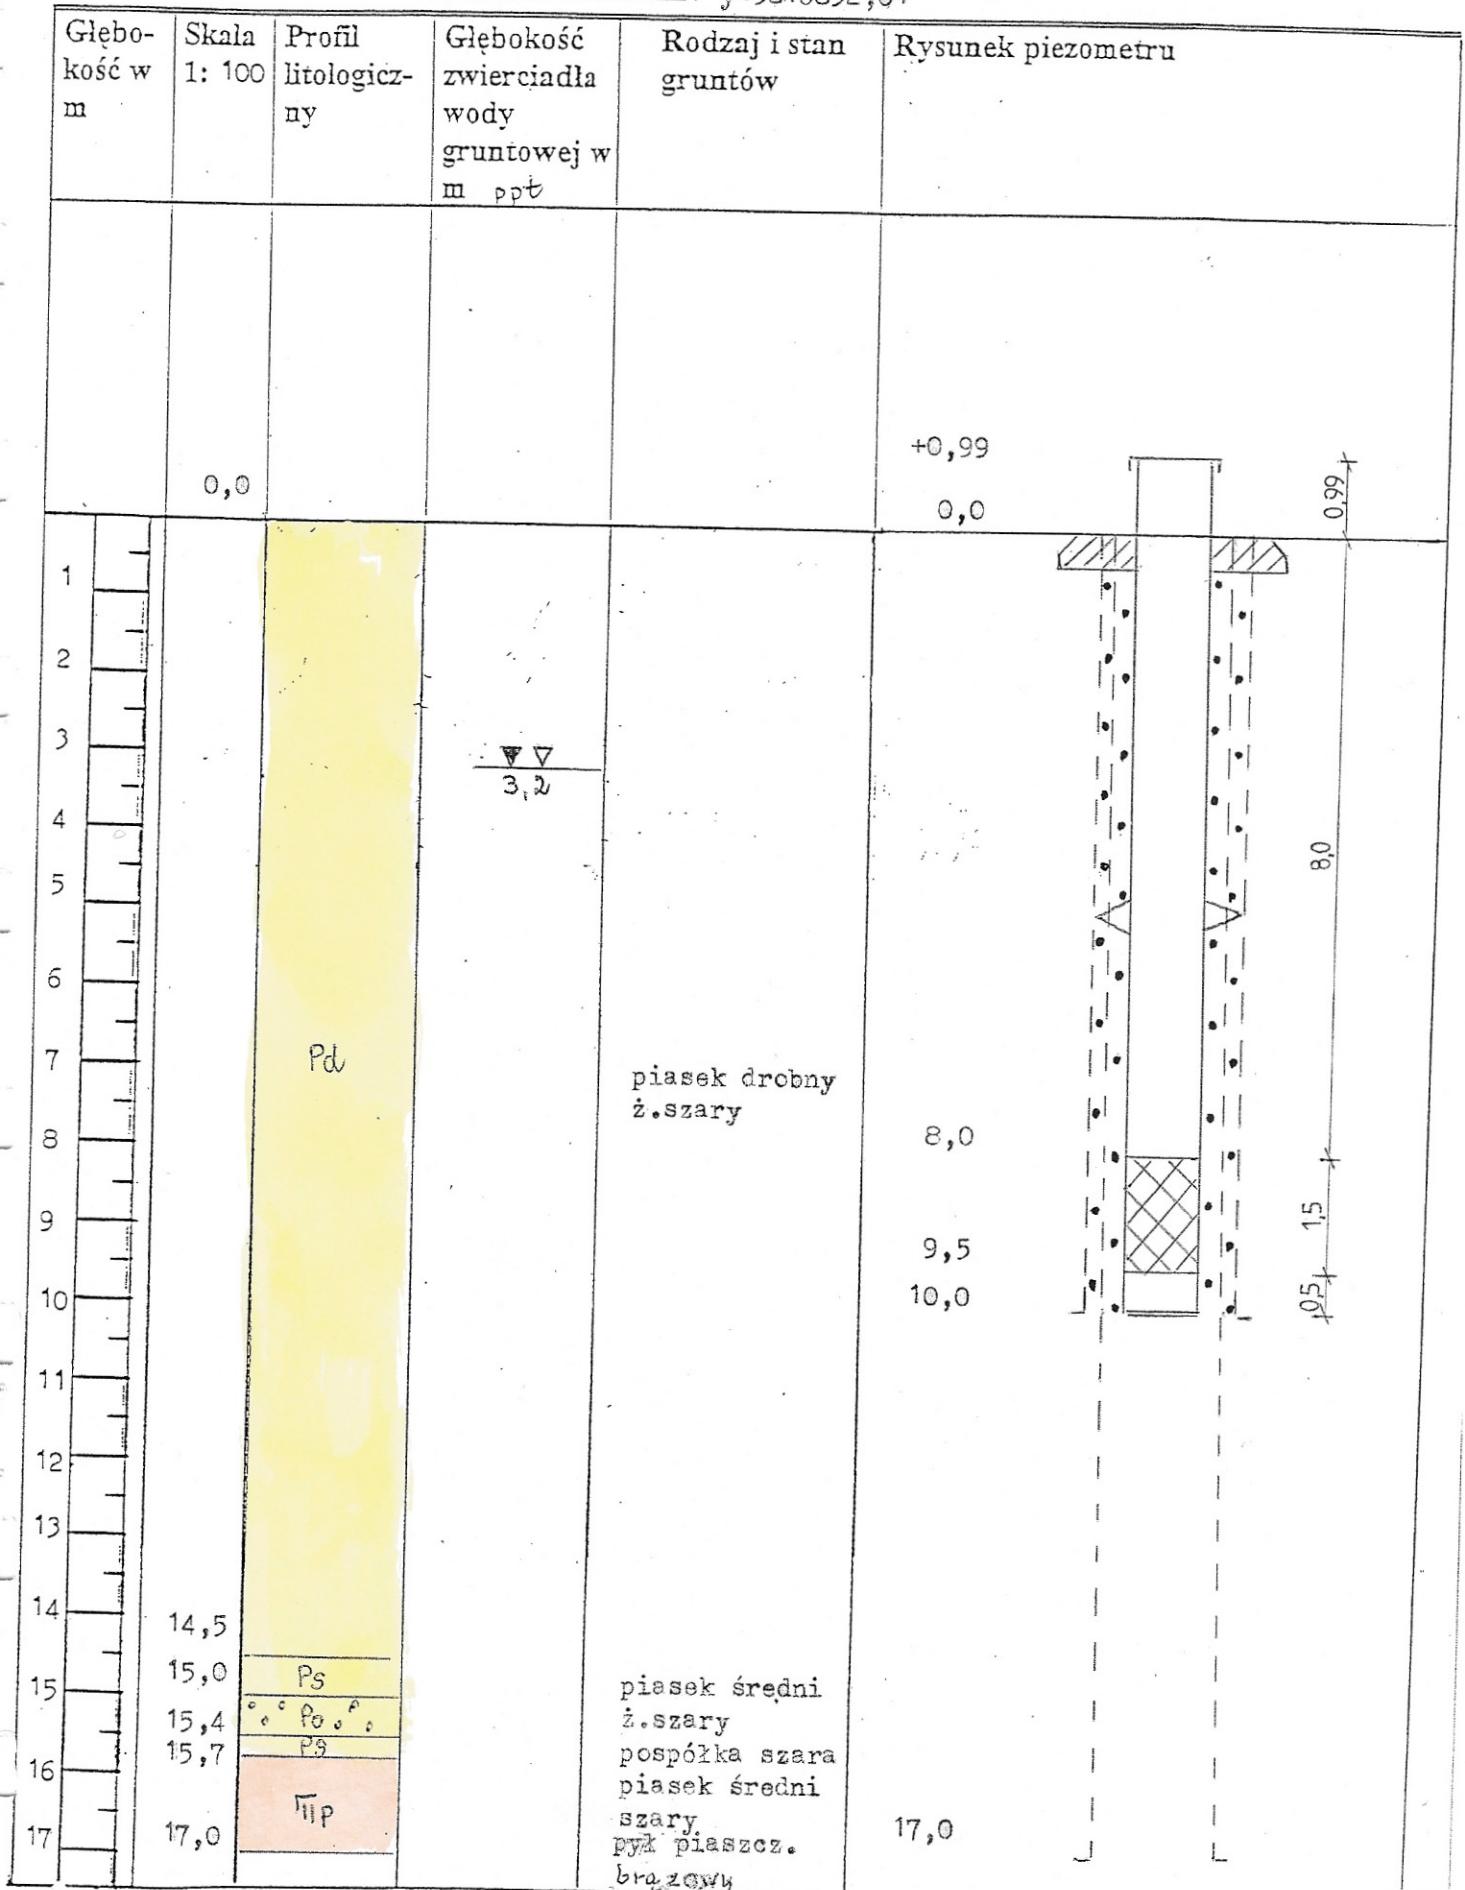 Głębo-
kość w
m
Skala
1: 100
Profil
litologicz-
ny
Głębokość
zwierciadła
wody
gruntowej w
m ppt
Rodzaj i stan
gruntów
Rysunek piezometru
+0,99
0,0
0,0
0,99
1
2
3
3,2
4
8,0
5
6
7
Pd
piasek drobny
ż.szary
8
8,0
9
1,5
9,5
10
10,0
0,5
11
12
13
14
14,5
15
15,0
Ps
piasek średni
ż.szary
15,4
Po
pospółka szara
15,7
Ps
piasek średni
szary
16
Πp
17
17,0
pył piaszcz.
brązowy
17,0